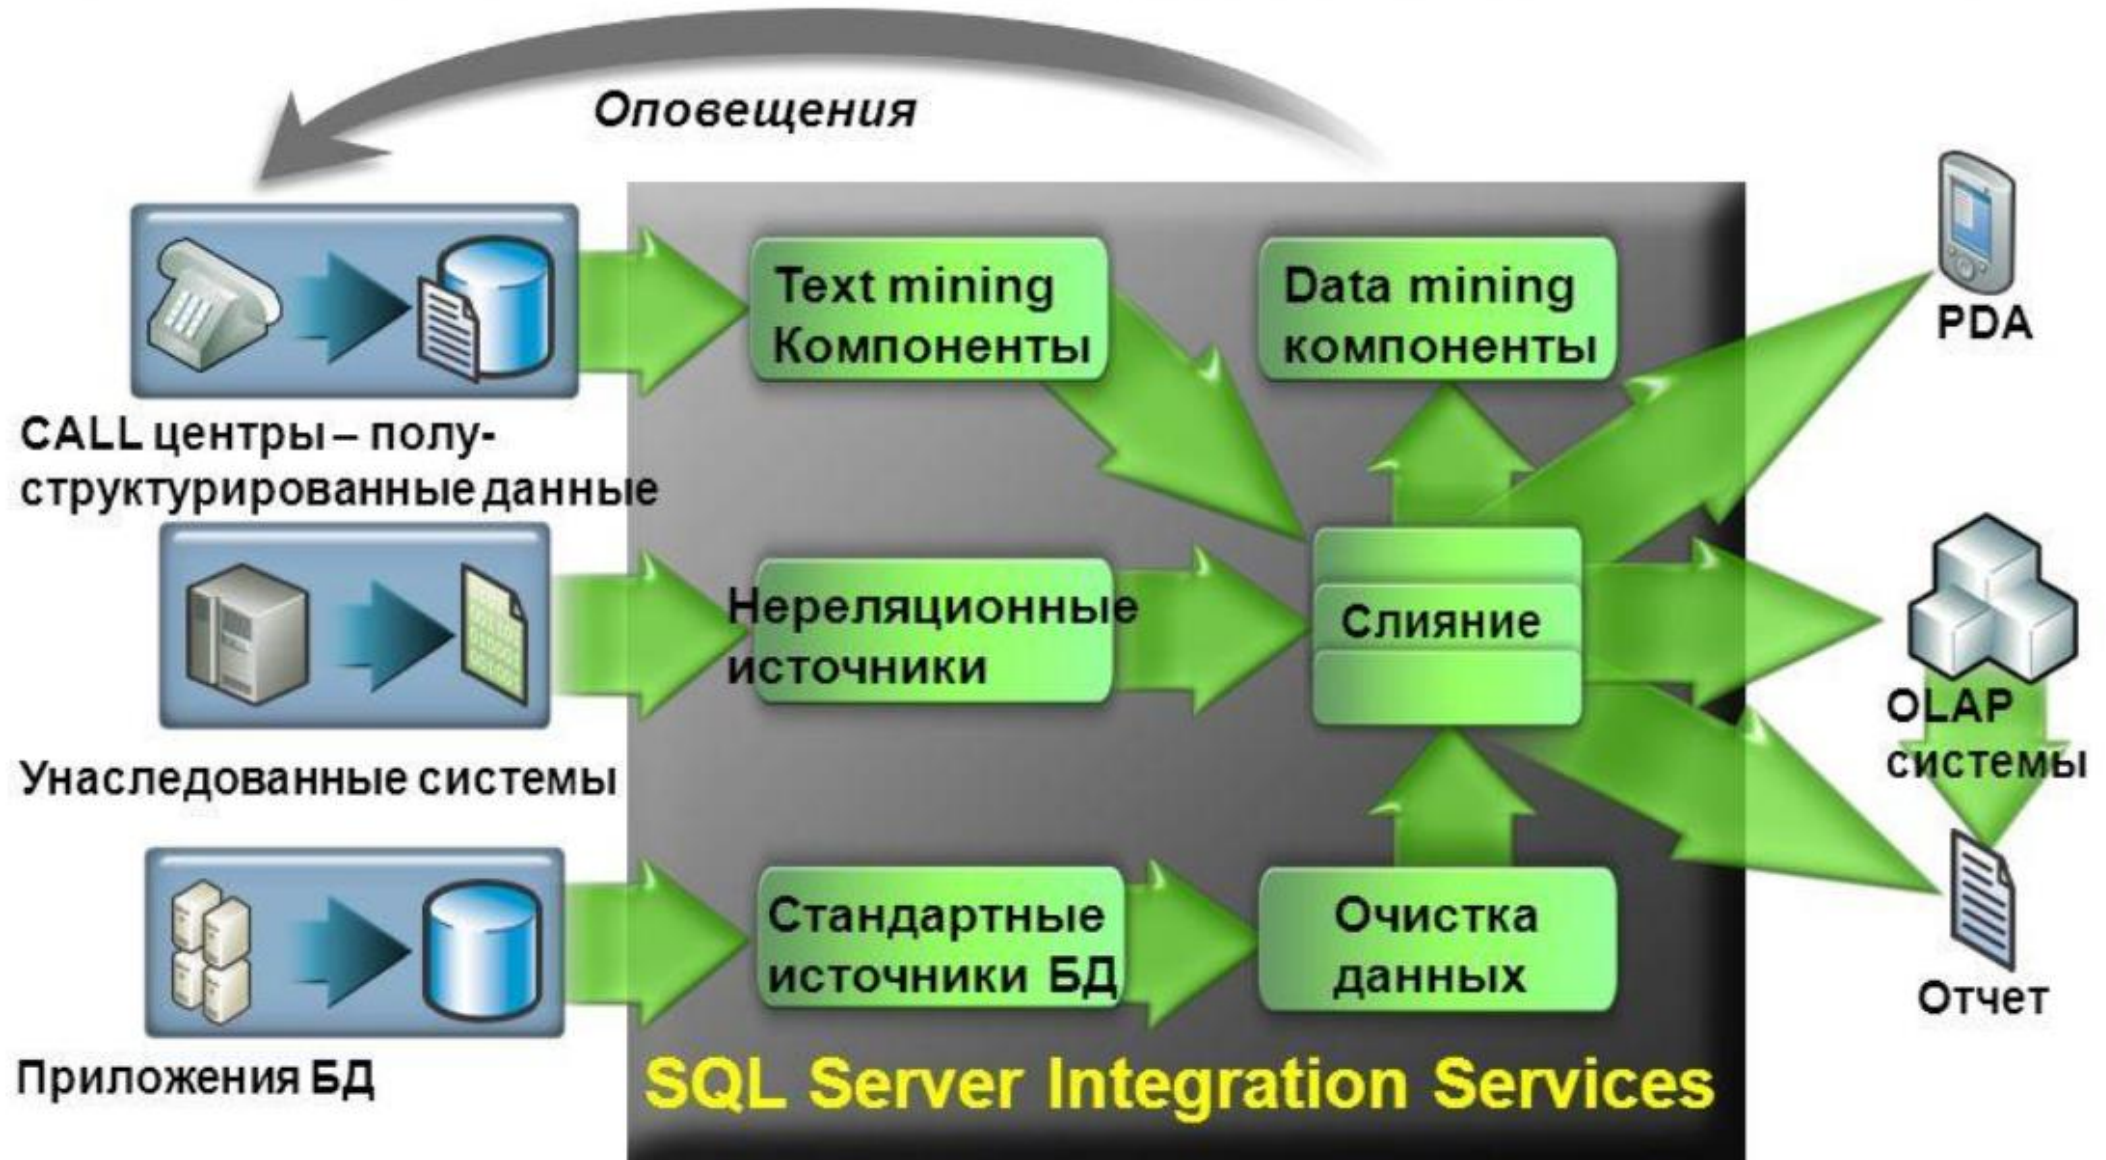 Оповещения
Text mining
Компоненты
Data mining
компоненты
PDA
CALL центры – полу-
структурированные данные
Нереляционные
источники
Слияние
OLAP
системы
Унаследованные системы
Стандартные
источники БД
Очистка
данных
Отчет
Приложения БД
SQL Server Integration Services